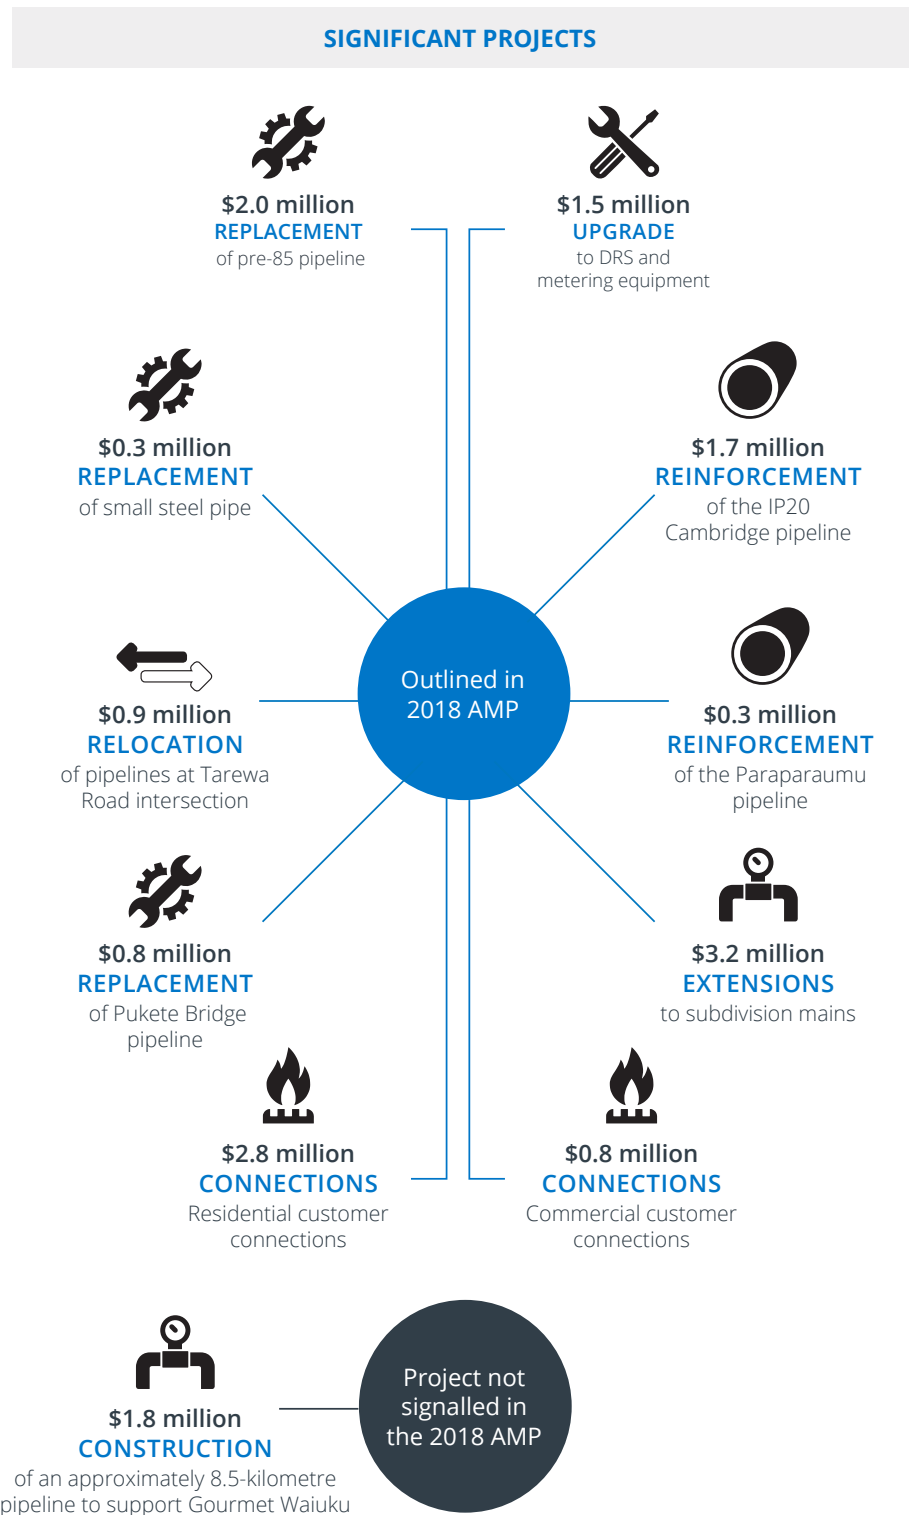 SIGNIFICANT PROJECTS
$2.0 million
REPLACEMENT
of pre-85 pipeline
$1.5 million
UPGRADE
to DRS and
metering equipment
$0.3 million
REPLACEMENT
of small steel pipe
$1.7 million
REINFORCEMENT
of the IP20
Cambridge pipeline
Outlined in
2018 AMP
$0.9 million
RELOCATION
of pipelines at Tarewa
Road intersection
$0.3 million
REINFORCEMENT
of the Paraparaumu
pipeline
$0.8 million
REPLACEMENT
of Pukete Bridge
pipeline
$3.2 million
EXTENSIONS
to subdivision mains
$2.8 million
CONNECTIONS
Residential customer
connections
$0.8 million
CONNECTIONS
Commercial customer
connections
$1.8 million
CONSTRUCTION
of an approximately 8.5-kilometre
pipeline to support Gourmet Waiuku
Project not
signalled in
the 2018 AMP